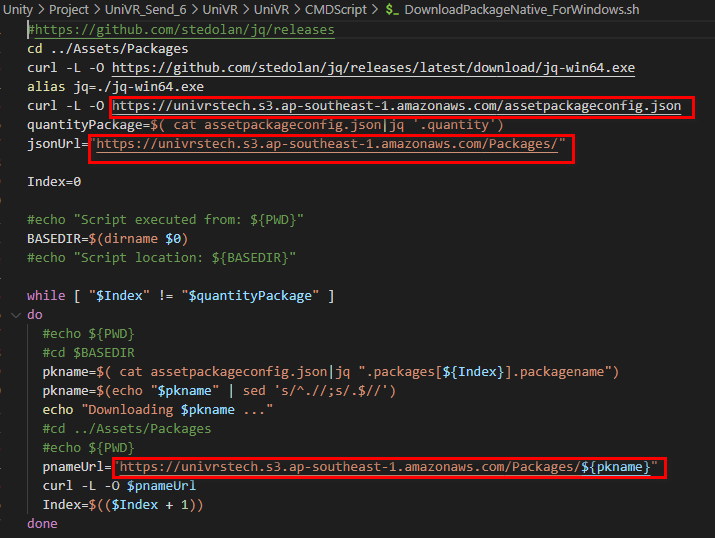 Unity > Project > UniVR_Send_6 > UniVR > UniVR > CMDScript > $_ DownloadPackageNative_ForWindows.sh
#https://github.com/stedolan/jq/releases
cd ../Assets/Packages
curl -L -O https://github.com/stedolan/jq/releases/latest/download/jq-win64.exe
alias jq=./jq-win64.exe
curl -L -O https://univrstech.s3.ap-southeast-1.amazonaws.com/assetpackageconfig.json
quantityPackage=$( cat assetpackageconfig.json|jq '.quantity')
jsonUrl="https://univrstech.s3.ap-southeast-1.amazonaws.com/Packages/"
Index=0
#echo "Script executed from: ${PWD}"
BASEDIR=$(dirname $0)
#echo "Script location: ${BASEDIR}"
while [ "$Index" != "$quantityPackage" ]
do
#echo ${PWD}
#cd $BASEDIR
pkname=$( cat assetpackageconfig.json|jq ".packages[${Index}].packagename")
pkname=$(echo "$pkname" | sed 's/^.//;s/.$//')
echo "Downloading $pkname ..."
#cd ../Assets/Packages
#echo ${PWD}
pnameUrl="https://univrstech.s3.ap-southeast-1.amazonaws.com/Packages/${pkname}"
curl -L -O $pnameUrl
Index=$(($Index + 1))
done